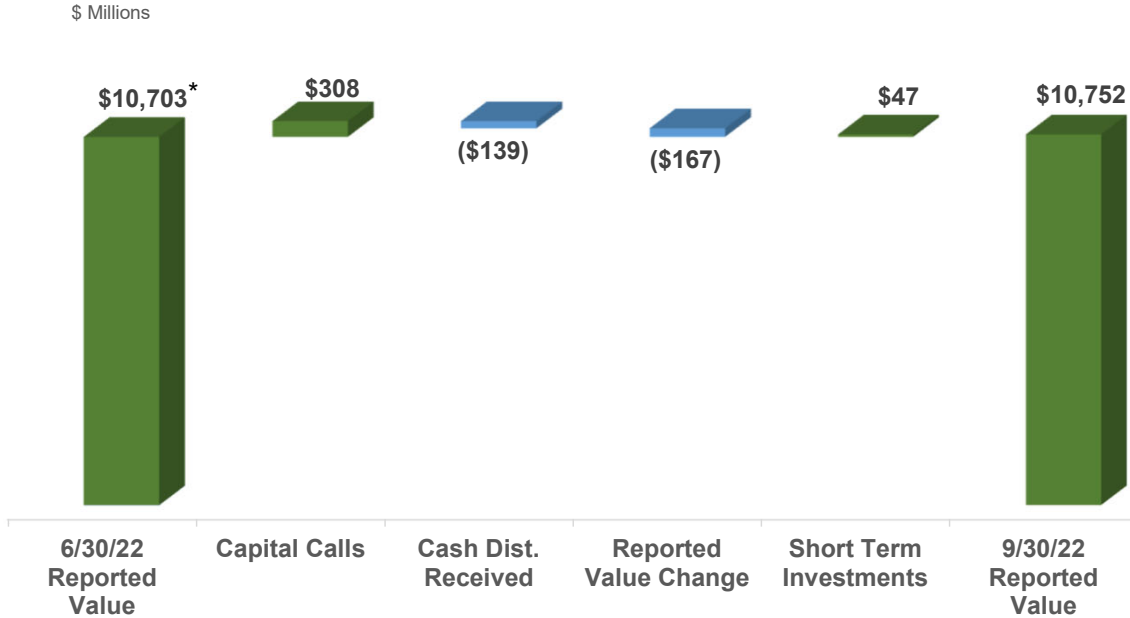 $ Millions
$10,703*
$308
($139)
($167)
$47
$10,752
6/30/22
Reported
Value
Capital Calls
Cash Dist.
Received
Reported
Value Change
Short Term
Investments
9/30/22
Reported
Value